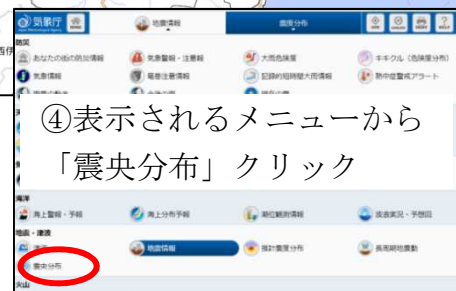 西伊
気象庁 地震情報 震度分布
防災
あなたの街の防災情報 気象警報・注意報 大雨危険度 キキクル（危険度分布）
気象情報 竜巻注意情報 記録的短時間大雨情報 熱中症警戒アラート
④表示されるメニューから
「震央分布」クリック
海洋
海上警報・予報 海上分布予報 潮位観測情報 波浪実況・予想図
地震・津波
津波 地震情報 推計震度分布 長周期地震動
震央分布
火山